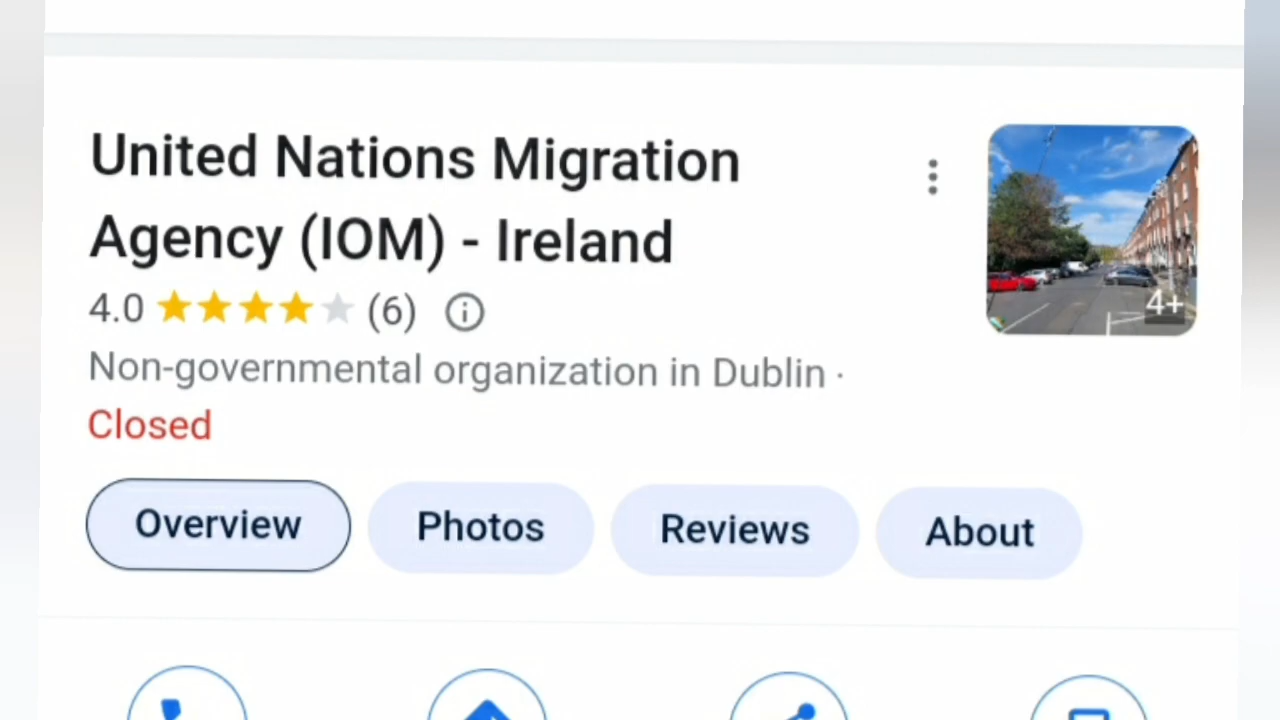 United Nations Migration
Agency (IOM) - Ireland
4.0 (6)
Non-governmental organization in Dublin ·
Closed
Overview Photos Reviews About
4+